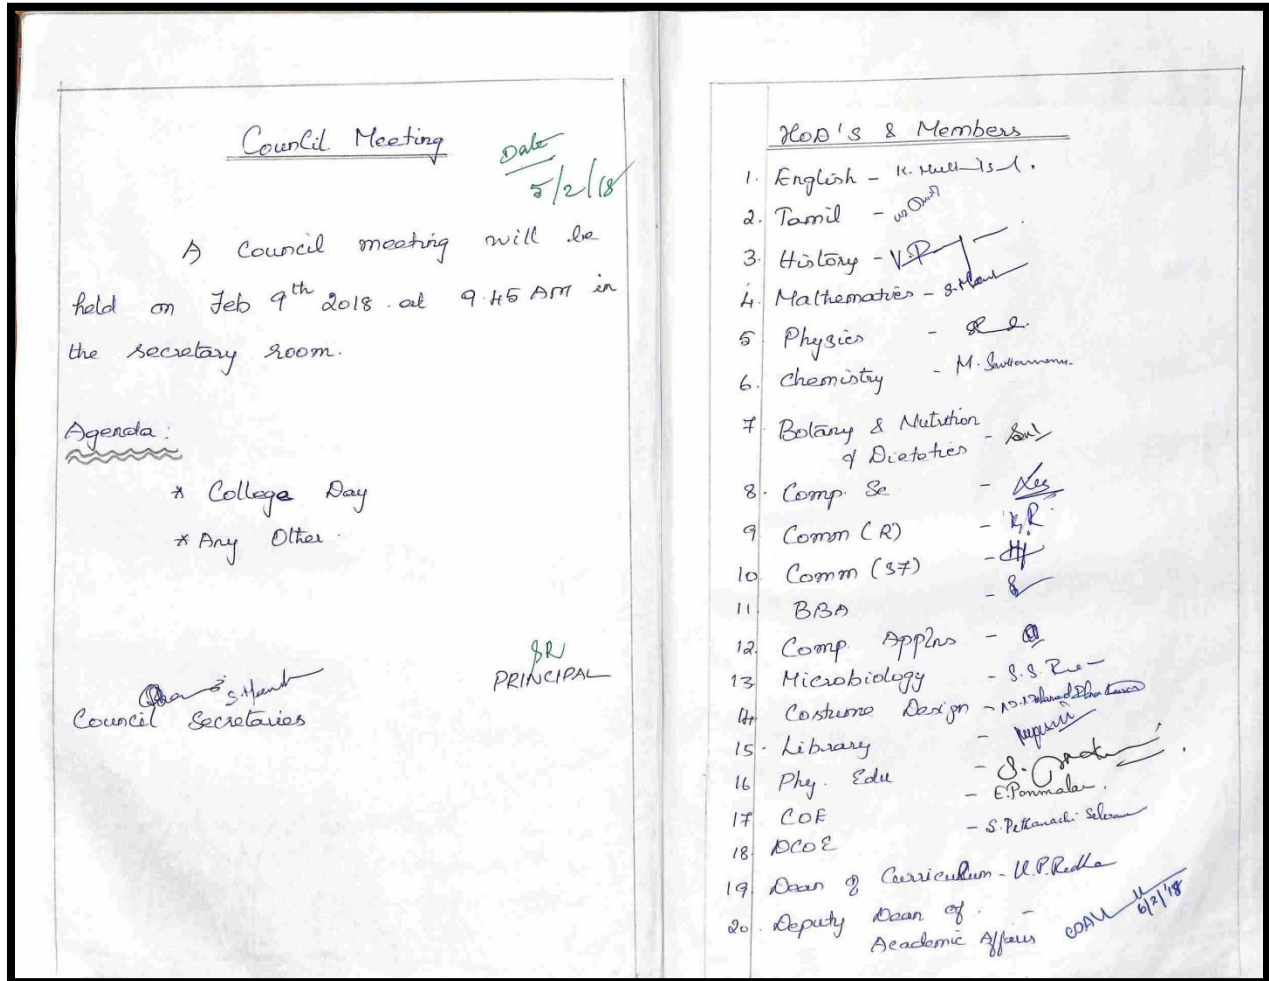 Council Meeting
Date
5/2/18
A Council meeting will be
held on Feb 9th 2018 at 9.45 AM in
the secretary room.
Agenda:
* College Day
* Any Other.
PRINCIPAL
Council Secretaries
HOD'S & Members
1. English - K.
2. Tamil -
3. History -
4. Mathematics -
5 Physics -
6. Chemistry - M.
7 Botany & Nutrition
of Dietetics -
8. Comp. Sc -
9 Comm (R) - K.R.
10. Comm (SF) -
11. BBA -
12. Comp. Applns -
13. Microbiology - S.S.
14. Costume Design -
15. Library -
16 Phy. Edu - S.
17. COE - E. Ponmalar.
18. DCOE - S.
19. Dean of Curriculum - U.P. Radha
20. Deputy Dean of -
Academic Affairs
6/2/18